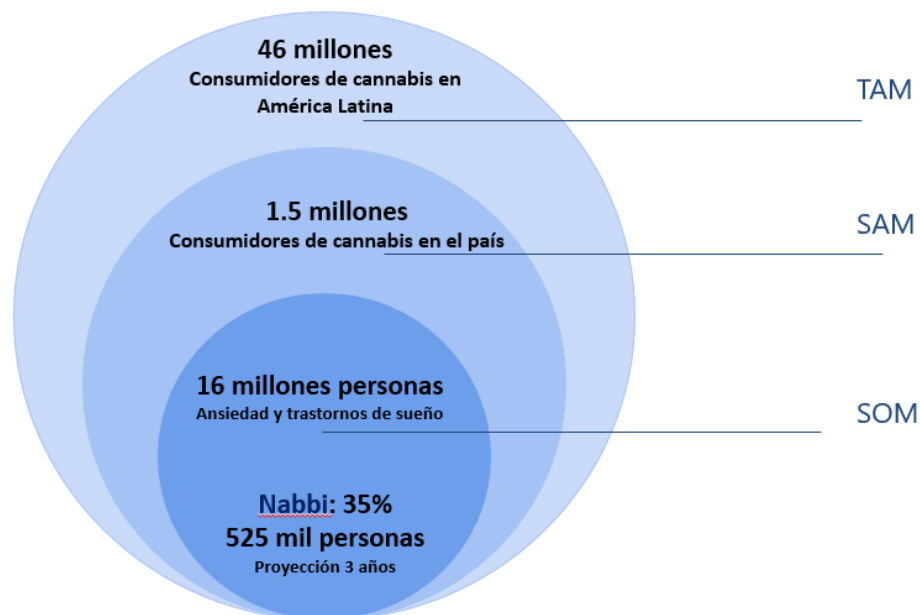 46 millones
Consumidores de cannabis en
América Latina
TAM
1.5 millones
Consumidores de cannabis en el país
SAM
16 millones personas
Ansiedad y trastornos de sueño
SOM
Nabbi: 35%
525 mil personas
Proyección 3 años